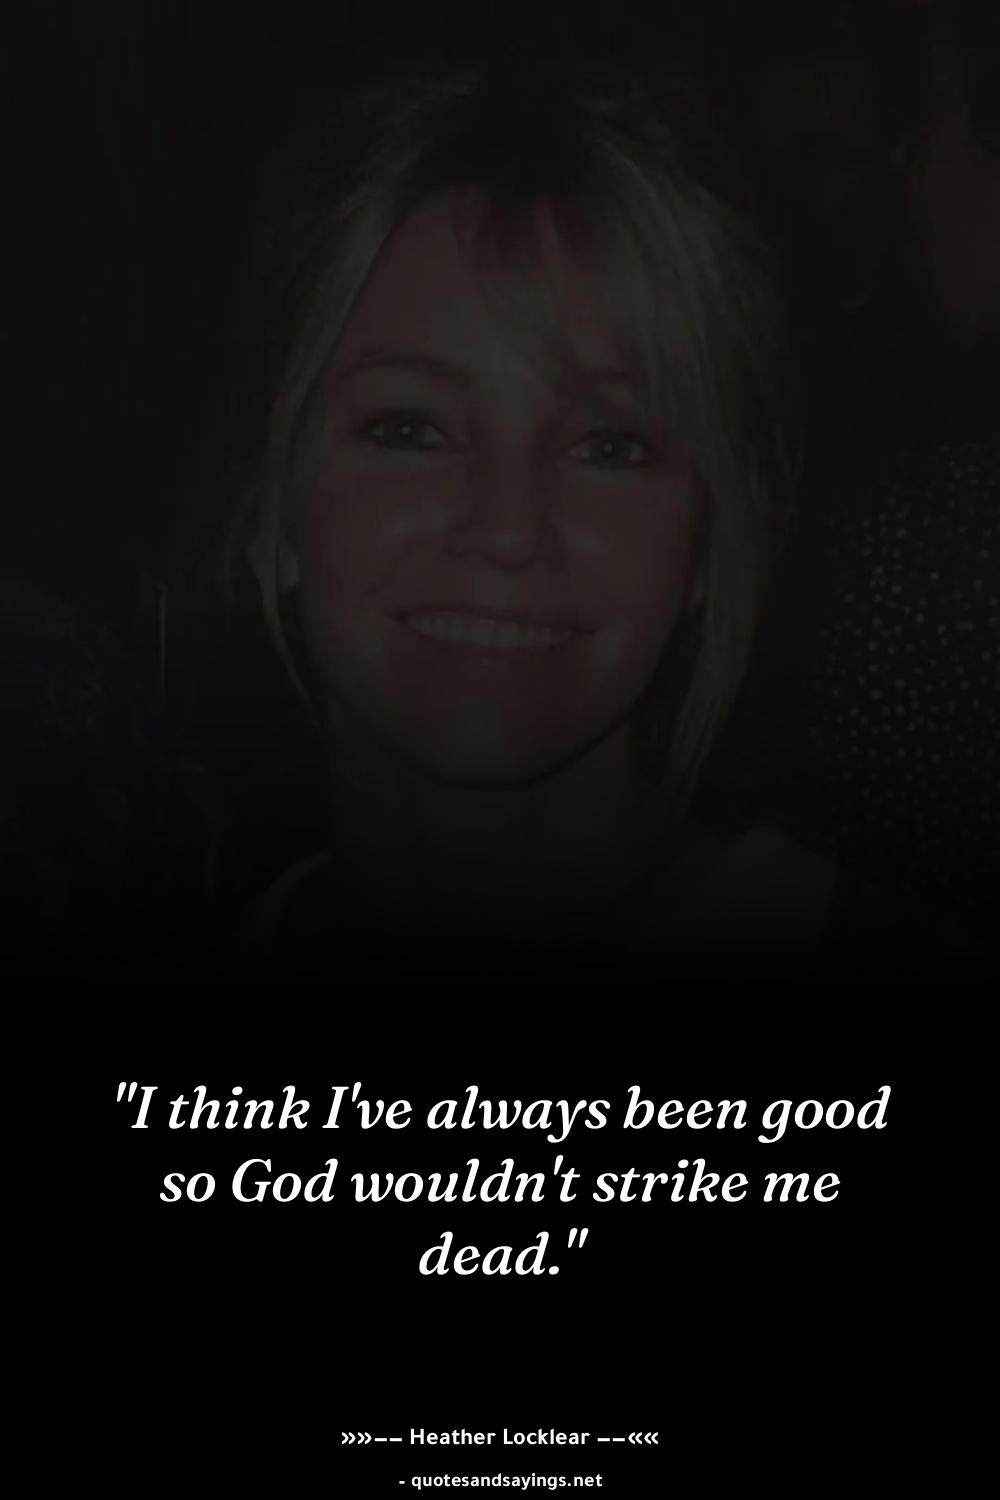 "I think I've always been good
so God wouldn't strike me
dead."
»»–– Heather Locklear ––««
- quotesandsayings.net